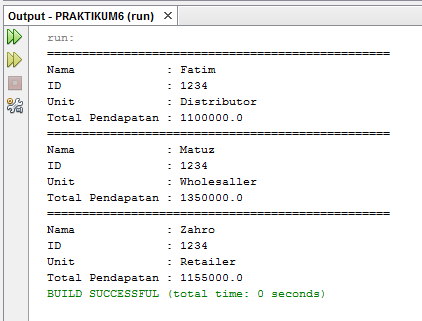 Output - PRAKTIKUM6 (run) ×
run:
==================================================
Nama : Fatim
ID : 1234
Unit : Distributor
Total Pendapatan : 1100000.0
==================================================
Nama : Matuz
ID : 1234
Unit : Wholesaller
Total Pendapatan : 1350000.0
==================================================
Nama : Zahro
ID : 1234
Unit : Retailer
Total Pendapatan : 1155000.0
BUILD SUCCESSFUL (total time: 0 seconds)